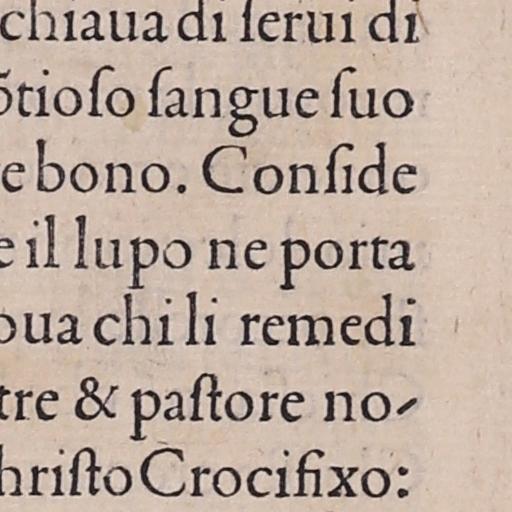 chiaua di ſerui di
õtioſo ſangue ſuo
e bono. Conſide
e il lupo ne porta
oua chi li remedi
tre & paſtore no-
hriſto Crocifixo: